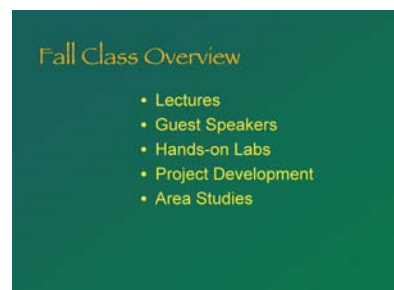 Fall Class Overview
• Lectures
• Guest Speakers
• Hands-on Labs
• Project Development
• Area Studies